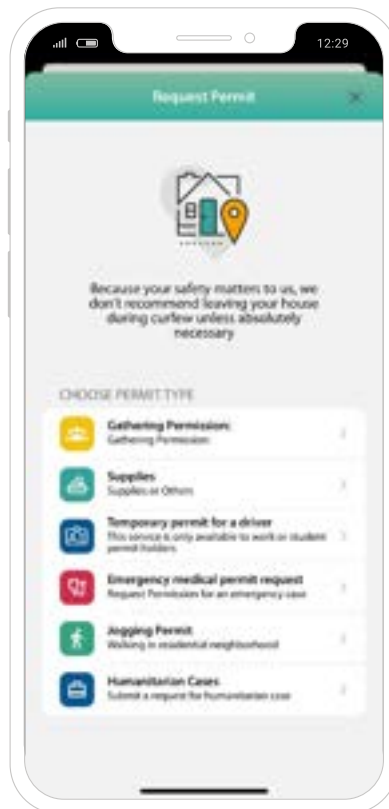 12:29
Request Permit
Because your safety matters to us, we
don't recommend leaving your house
during curfew unless absolutely
necessary
CHOOSE PERMIT TYPE
Gathering Permission:
Gathering Permission
Supplies
Supplies or Others
Temporary permit for a driver
This service is only available to work or student
permit holders
Emergency medical permit request
Request Permission for an emergency case
Jogging Permit
Walking in residential neighborhood
Humanitarian Cases
Submit a request for humanitarian case